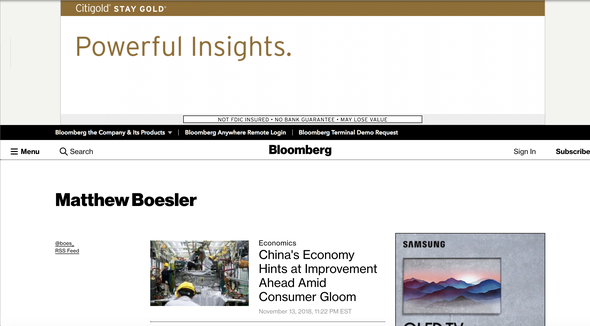 Citigold® STAY GOLD℠
Powerful Insights.
NOT FDIC INSURED • NO BANK GUARANTEE • MAY LOSE VALUE
Bloomberg the Company & Its Products
Bloomberg Anywhere Remote Login
Bloomberg Terminal Demo Request
Menu
Search
Bloomberg
Sign In
Subscribe
Matthew Boesler
@boes_
RSS Feed
Economics
China's Economy
Hints at Improvement
Ahead Amid
Consumer Gloom
November 13, 2018, 11:22 PM EST
SAMSUNG
QLED TV